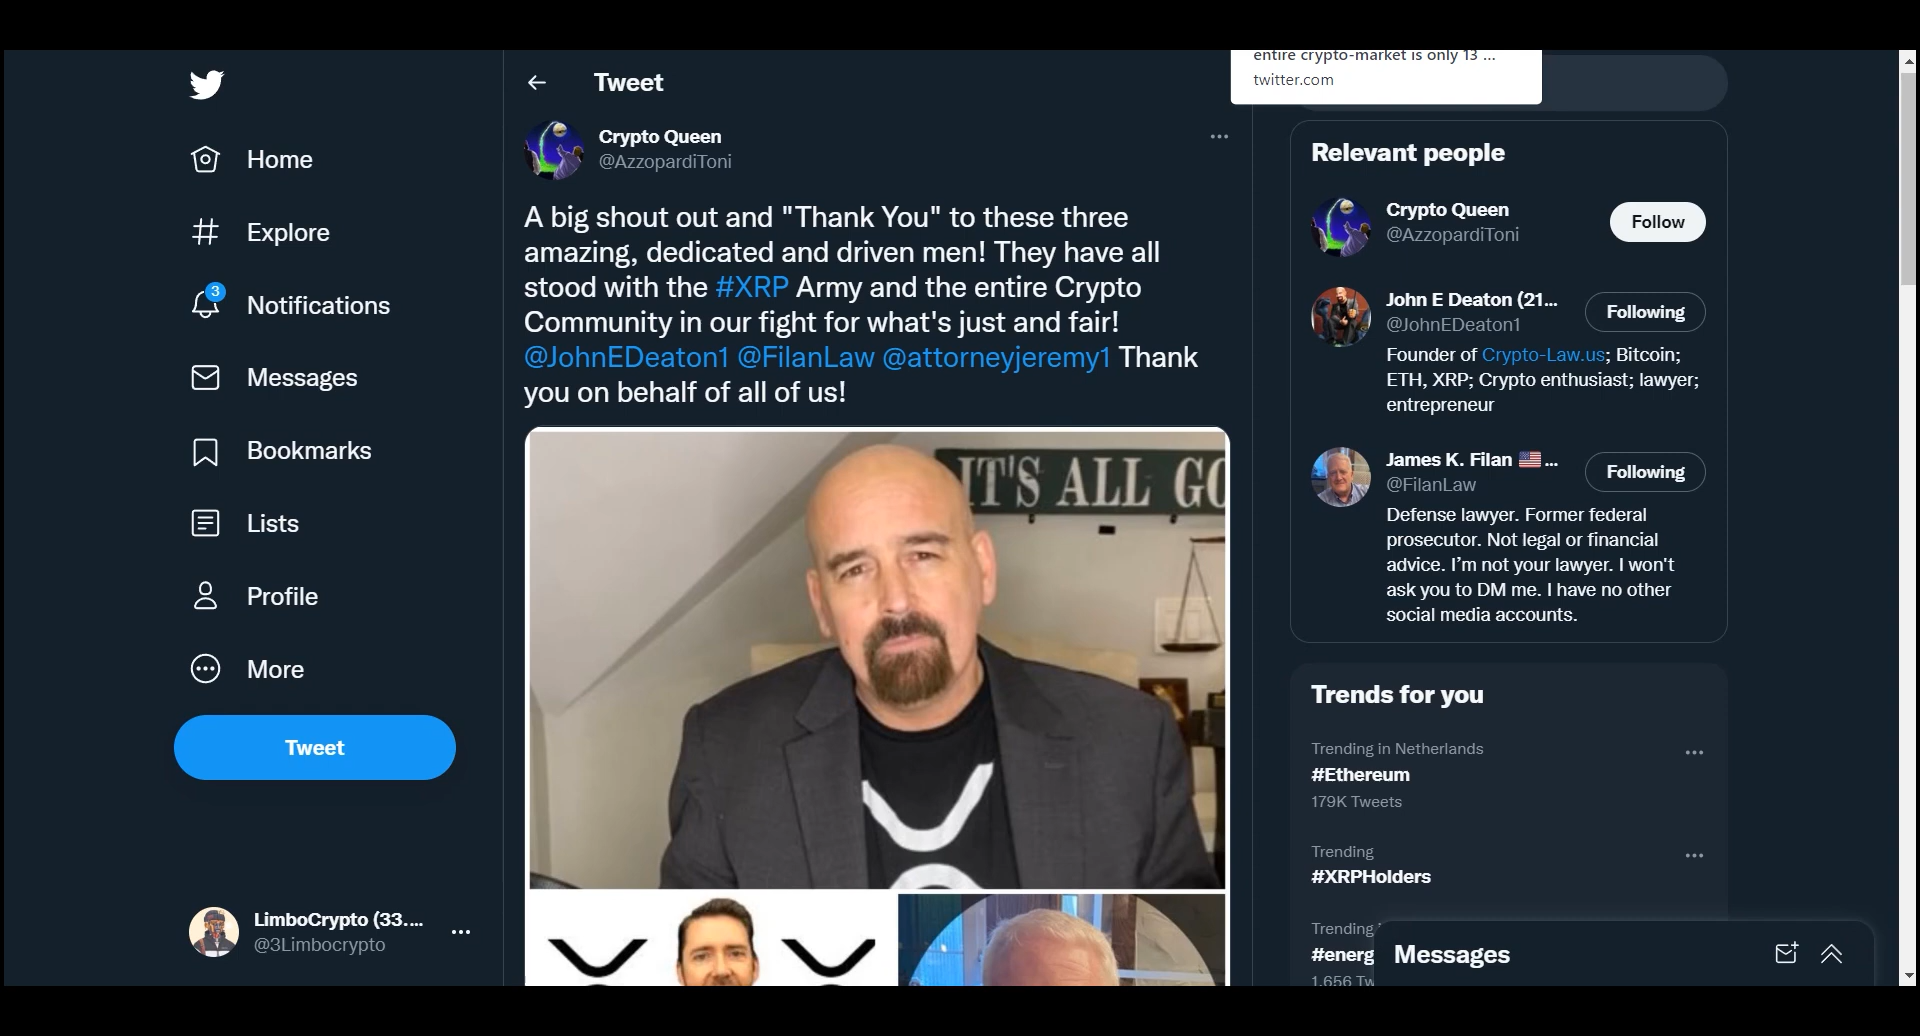 entire crypto-market is only 13 ...
twitter.com
Home
Explore
3
Notifications
Messages
Bookmarks
Lists
Profile
More
Tweet
LimboCrypto (33....
@3Limbocrypto
Tweet
Crypto Queen
@AzzopardiToni
A big shout out and "Thank You" to these three
amazing, dedicated and driven men! They have all
stood with the #XRP Army and the entire Crypto
Community in our fight for what's just and fair!
@JohnEDeaton1 @FilanLaw @attorneyjeremy1 Thank
you on behalf of all of us!
IT'S ALL GO
Relevant people
Crypto Queen
@AzzopardiToni
Follow
John E Deaton (21...
@JohnEDeaton1
Following
Founder of Crypto-Law.us; Bitcoin;
ETH, XRP; Crypto enthusiast; lawyer;
entrepreneur
James K. Filan 🇺🇸...
@FilanLaw
Following
Defense lawyer. Former federal
prosecutor. Not legal or financial
advice. I’m not your lawyer. I won't
ask you to DM me. I have no other
social media accounts.
Trends for you
Trending in Netherlands
#Ethereum
179K Tweets
Trending
#XRPHolders
Trending
#energ
1,656 Tw
Messages